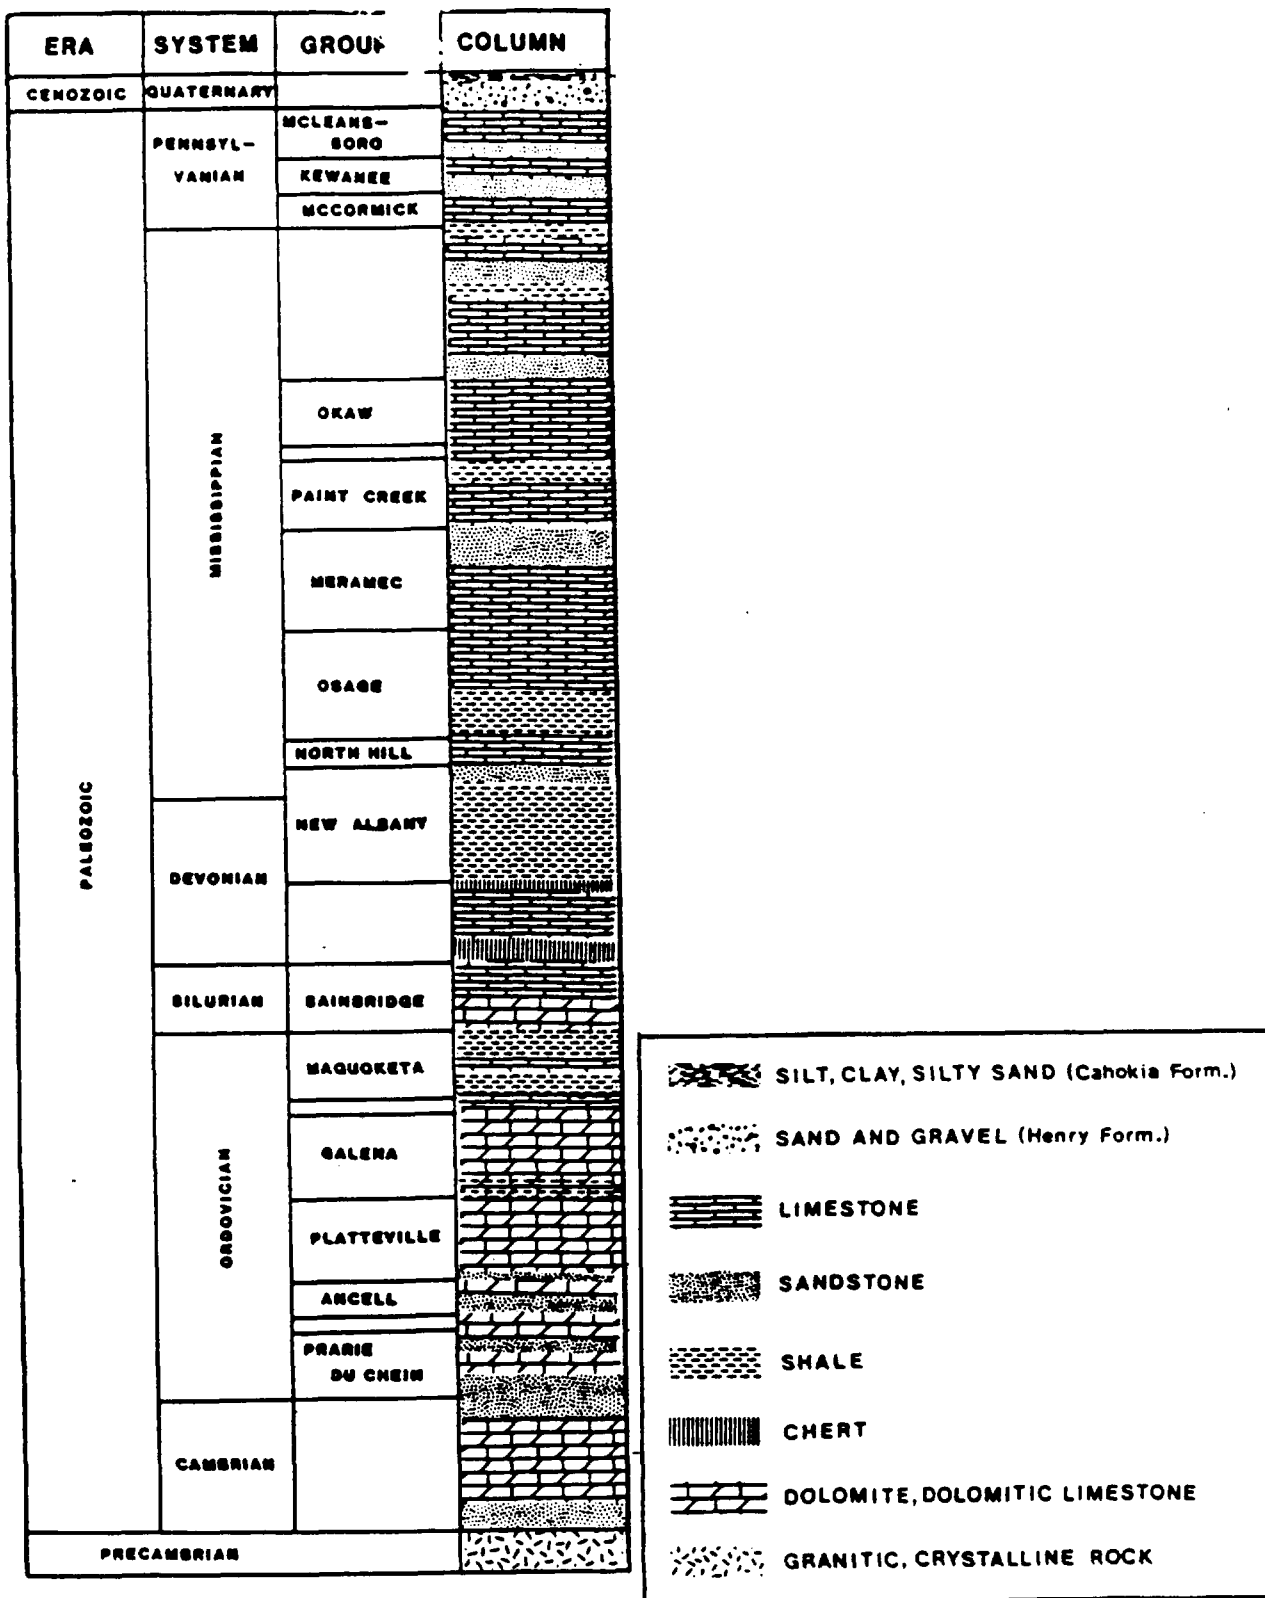 ERA SYSTEM GROUP COLUMN
CENOZOIC QUATERNARY
PENNSYL-
VANIAN
MCLEANS-
BORO
KEWANEE
MCCORMICK
MISSISSIPPIAN
OKAW
PAINT CREEK
MERAMEC
OSAGE
NORTH HILL
PALEOZOIC
NEW ALBANY
DEVONIAN
SILURIAN
BAINBRIDGE
ORDOVICIAN
MAQUOKETA
GALENA
PLATTEVILLE
ANCELL
PRARIE
DU CHEIN
CAMBRIAN
PRECAMBRIAN
SILT, CLAY, SILTY SAND (Cahokia Form.)
SAND AND GRAVEL (Henry Form.)
LIMESTONE
SANDSTONE
SHALE
CHERT
DOLOMITE, DOLOMITIC LIMESTONE
GRANITIC, CRYSTALLINE ROCK